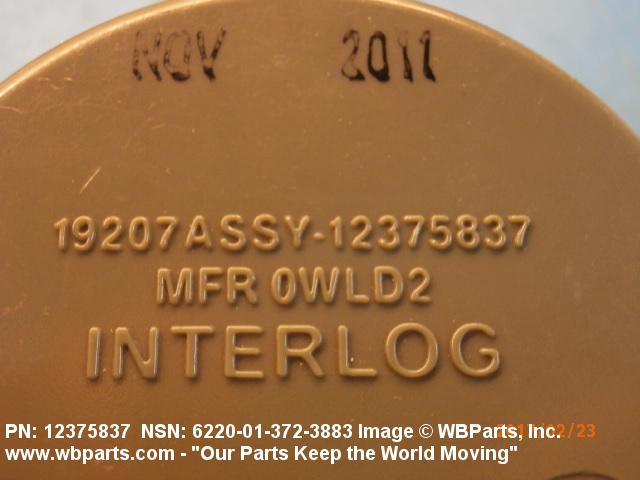 NOV 2011
19207ASSY-12375837
MFR 0WLD2
INTERLOG
PN: 12375837 NSN: 6220-01-372-3883 Image © WBParts, Inc.
www.wbparts.com - "Our Parts Keep the World Moving"